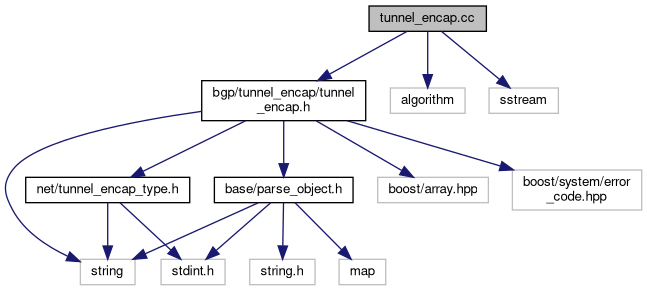 tunnel_encap.cc
bgp/tunnel_encap/tunnel
_encap.h
algorithm
sstream
net/tunnel_encap_type.h
base/parse_object.h
boost/array.hpp
boost/system/error
_code.hpp
string
stdint.h
string.h
map